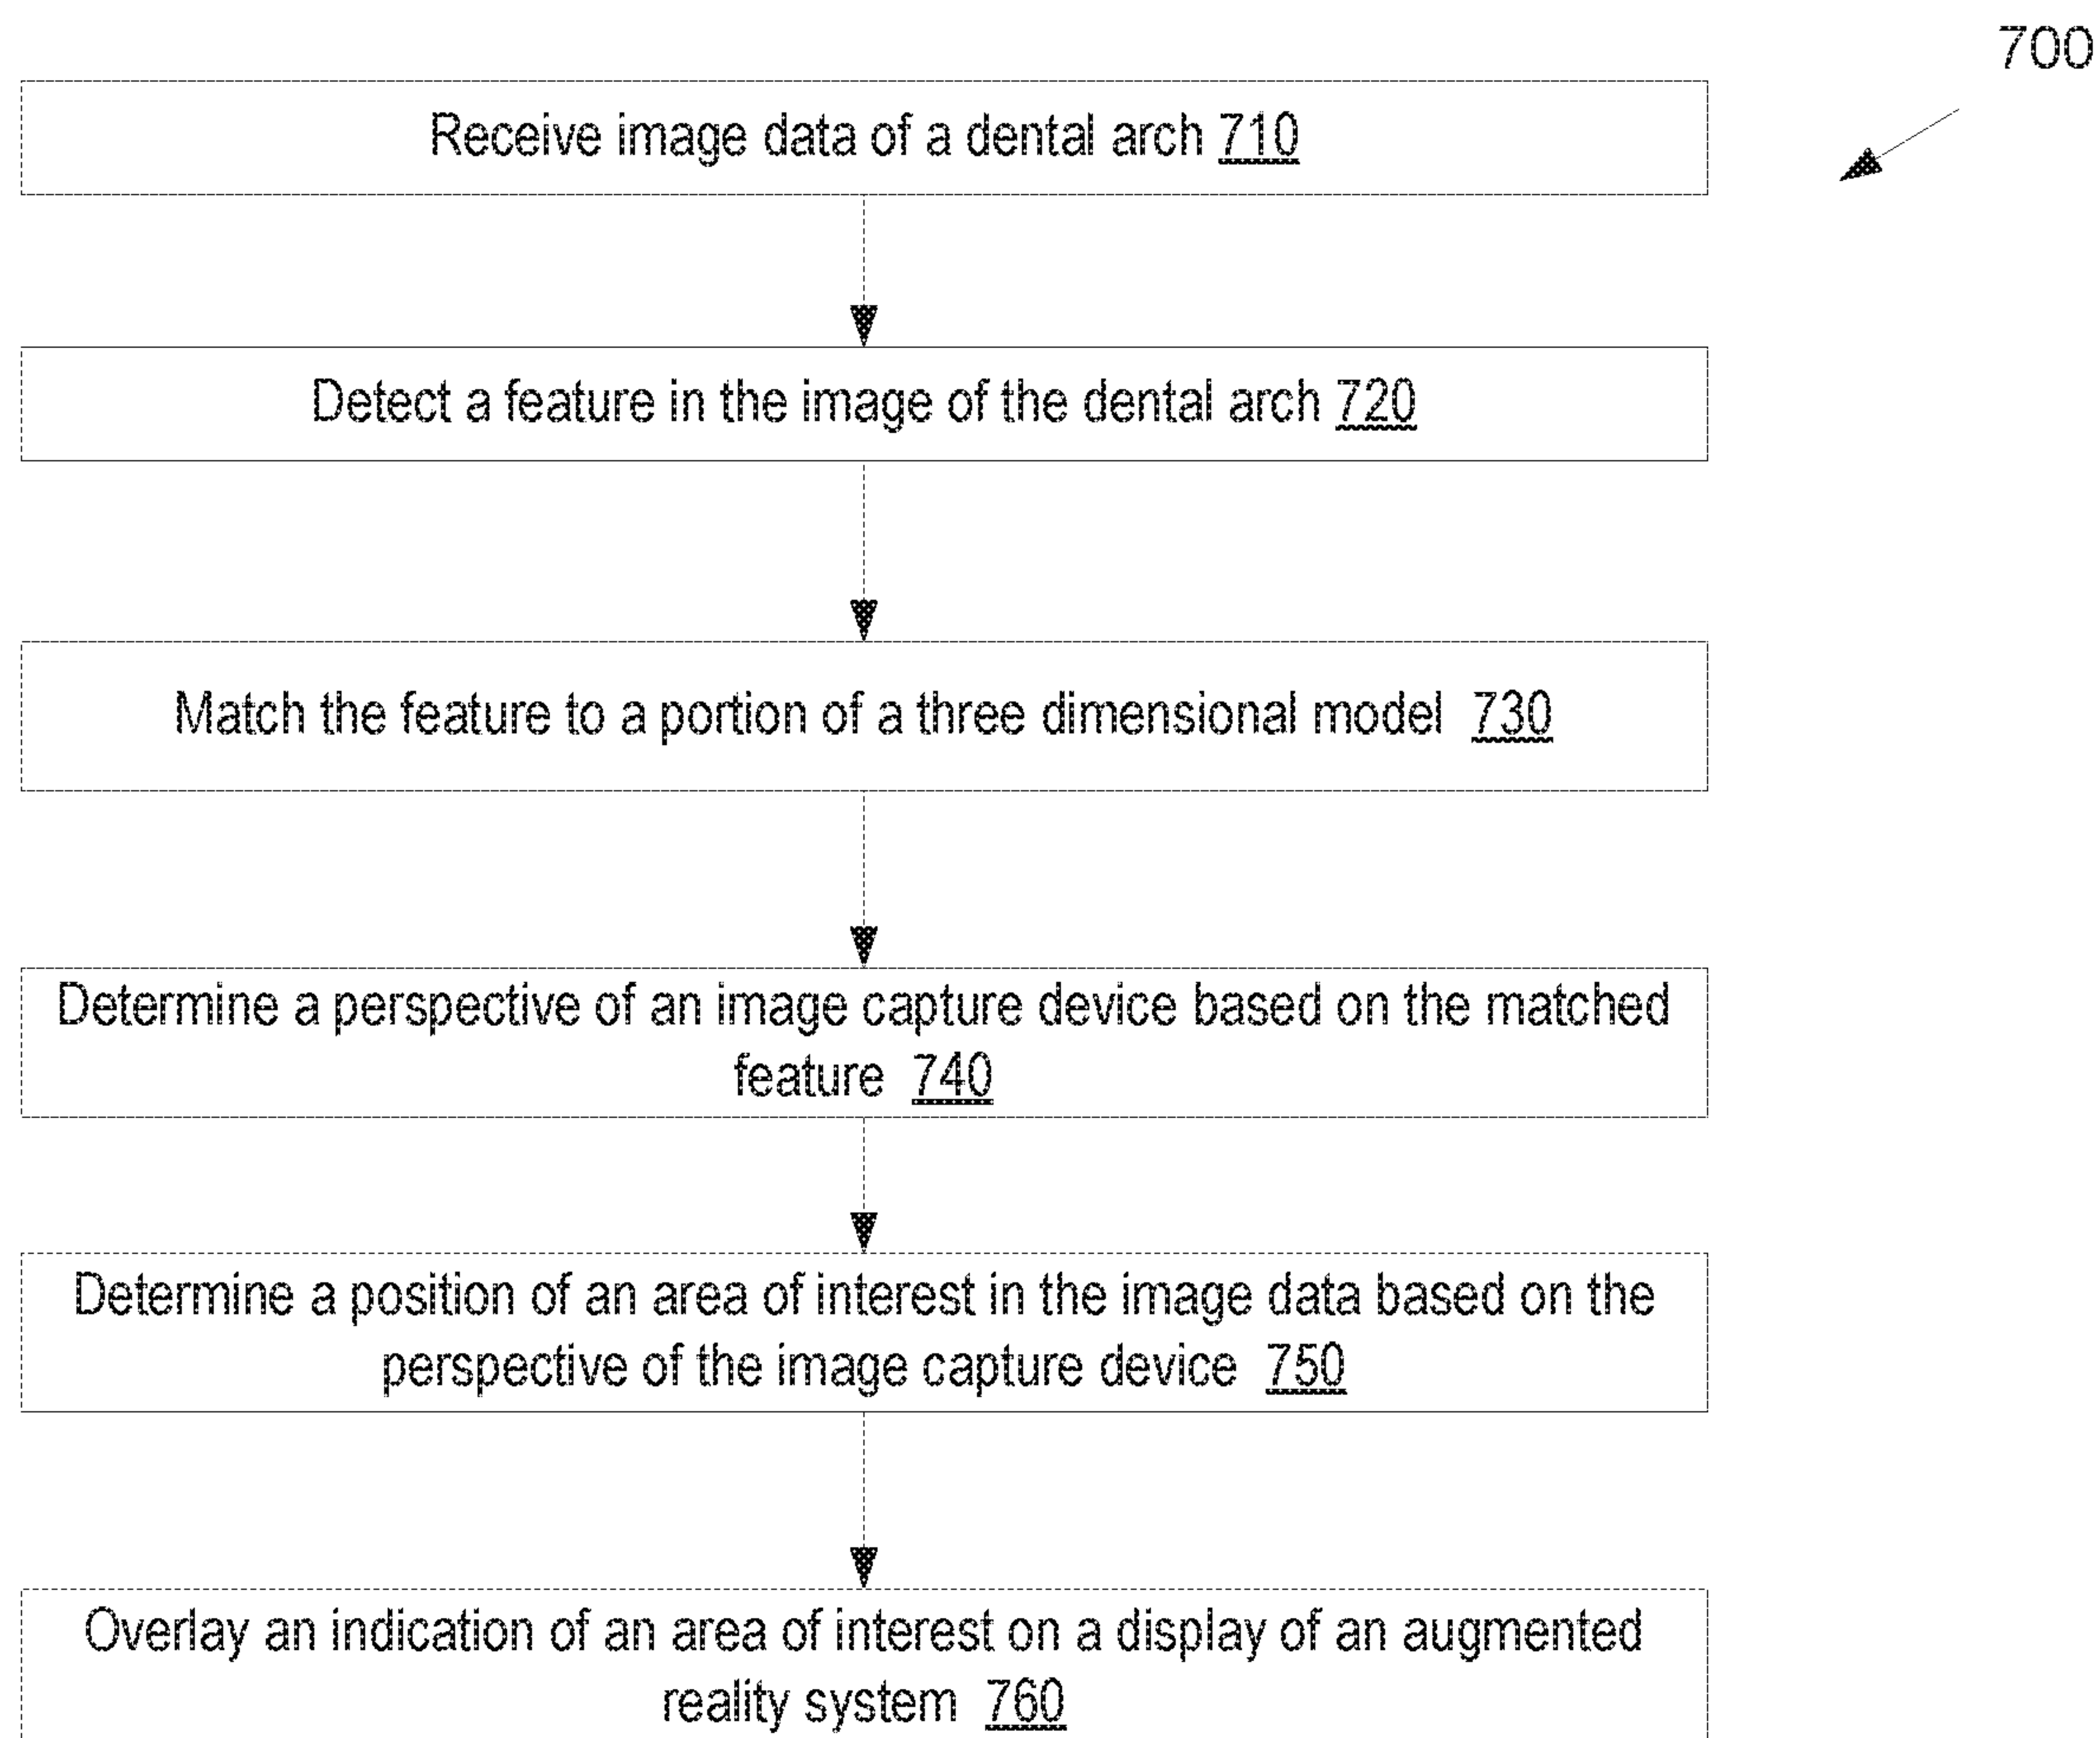 700
Receive image data of a dental arch 710
Detect a feature in the image of the dental arch 720
Match the feature to a portion of a three dimensional model 730
Determine a perspective of an image capture device based on the matched
feature 740
Determine a position of an area of interest in the image data based on the
perspective of the image capture device 750
Overlay an indication of an area of interest on a display of an augmented
reality system 760